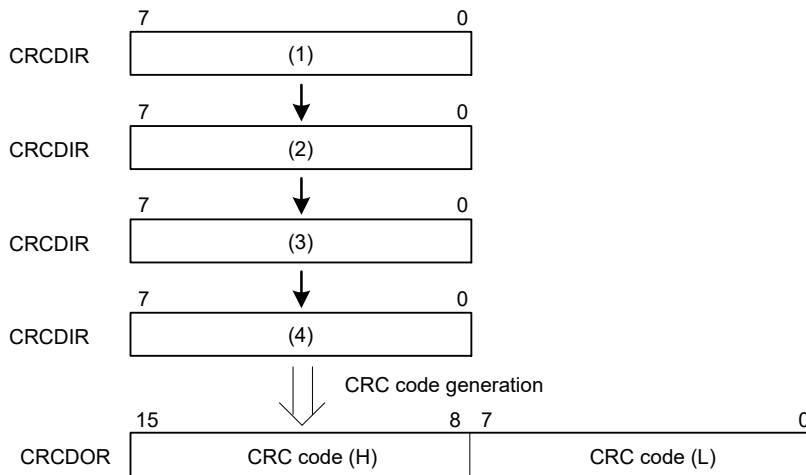 7 0
CRCDIR (1)
7 0
CRCDIR (2)
7 0
CRCDIR (3)
7 0
CRCDIR (4)
CRC code generation
15 8 7 0
CRCDOR CRC code (H) CRC code (L)